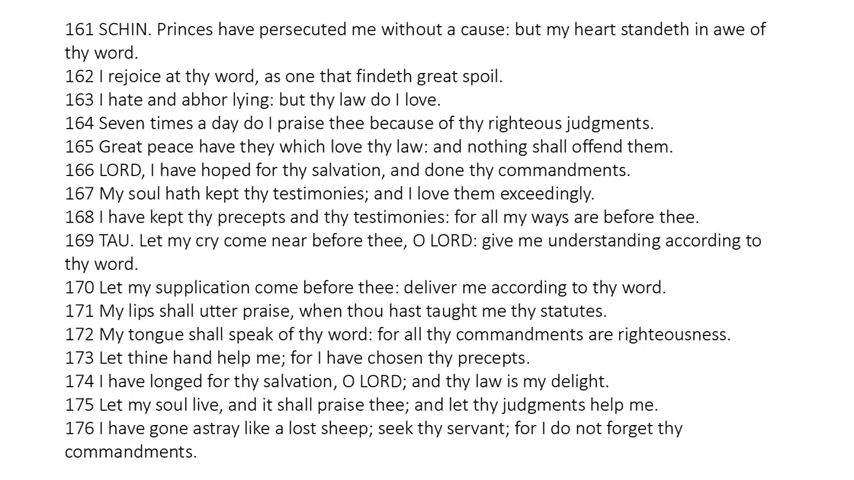 161 SCHIN. Princes have persecuted me without a cause: but my heart standeth in awe of
thy word.
162 I rejoice at thy word, as one that findeth great spoil.
163 I hate and abhor lying: but thy law do I love.
164 Seven times a day do I praise thee because of thy righteous judgments.
165 Great peace have they which love thy law: and nothing shall offend them.
166 LORD, I have hoped for thy salvation, and done thy commandments.
167 My soul hath kept thy testimonies; and I love them exceedingly.
168 I have kept thy precepts and thy testimonies: for all my ways are before thee.
169 TAU. Let my cry come near before thee, O LORD: give me understanding according to
thy word.
170 Let my supplication come before thee: deliver me according to thy word.
171 My lips shall utter praise, when thou hast taught me thy statutes.
172 My tongue shall speak of thy word: for all thy commandments are righteousness.
173 Let thine hand help me; for I have chosen thy precepts.
174 I have longed for thy salvation, O LORD; and thy law is my delight.
175 Let my soul live, and it shall praise thee; and let thy judgments help me.
176 I have gone astray like a lost sheep; seek thy servant; for I do not forget thy
commandments.